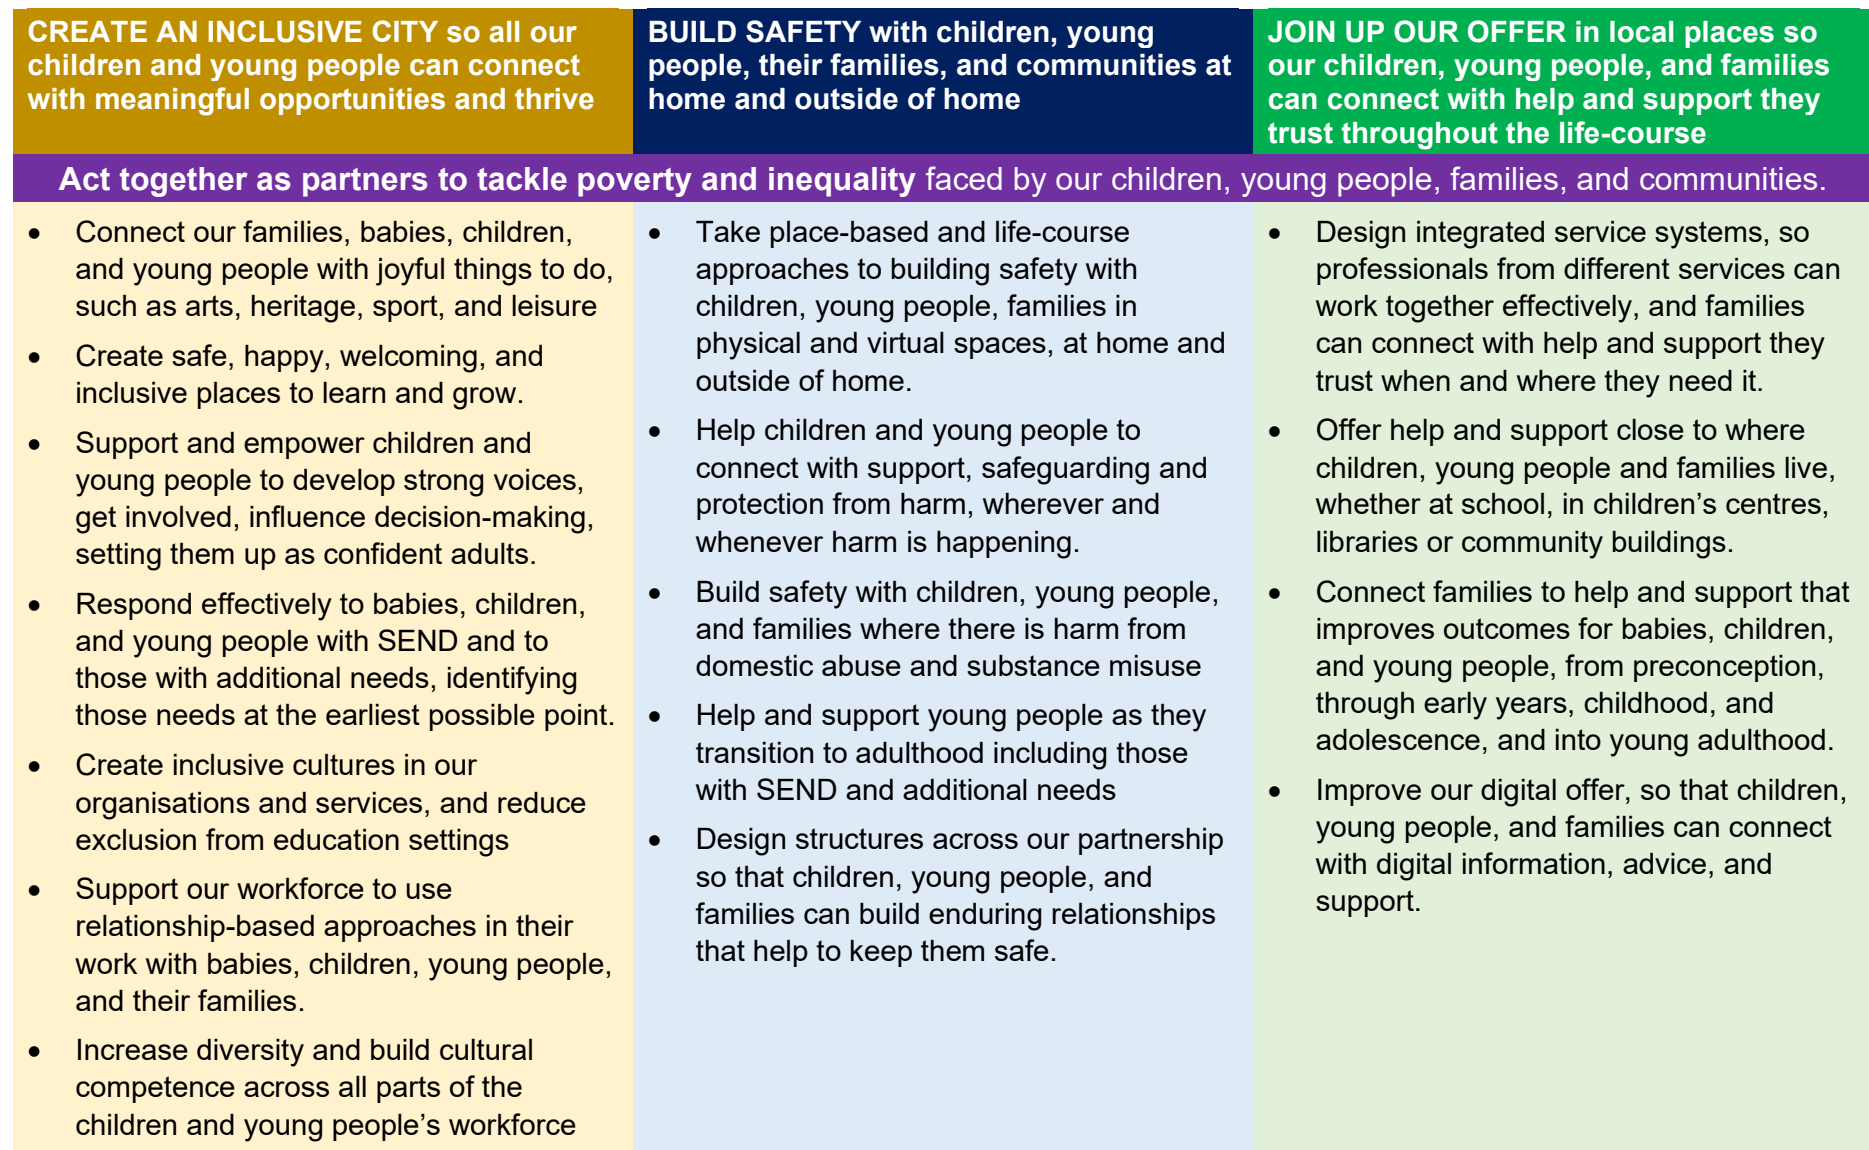 CREATE AN INCLUSIVE CITY so all our
children and young people can connect
with meaningful opportunities and thrive
BUILD SAFETY with children, young
people, their families, and communities at
home and outside of home
JOIN UP OUR OFFER in local places so
our children, young people, and families
can connect with help and support they
trust throughout the life-course
Act together as partners to tackle poverty and inequality faced by our children, young people, families, and communities.
• Connect our families, babies, children,
and young people with joyful things to do,
such as arts, heritage, sport, and leisure
• Create safe, happy, welcoming, and
inclusive places to learn and grow.
• Support and empower children and
young people to develop strong voices,
get involved, influence decision-making,
setting them up as confident adults.
• Respond effectively to babies, children,
and young people with SEND and to
those with additional needs, identifying
those needs at the earliest possible point.
• Create inclusive cultures in our
organisations and services, and reduce
exclusion from education settings
• Support our workforce to use
relationship-based approaches in their
work with babies, children, young people,
and their families.
• Increase diversity and build cultural
competence across all parts of the
children and young people’s workforce
• Take place-based and life-course
approaches to building safety with
children, young people, families in
physical and virtual spaces, at home and
outside of home.
• Help children and young people to
connect with support, safeguarding and
protection from harm, wherever and
whenever harm is happening.
• Build safety with children, young people,
and families where there is harm from
domestic abuse and substance misuse
• Help and support young people as they
transition to adulthood including those
with SEND and additional needs
• Design structures across our partnership
so that children, young people, and
families can build enduring relationships
that help to keep them safe.
• Design integrated service systems, so
professionals from different services can
work together effectively, and families
can connect with help and support they
trust when and where they need it.
• Offer help and support close to where
children, young people and families live,
whether at school, in children’s centres,
libraries or community buildings.
• Connect families to help and support that
improves outcomes for babies, children,
and young people, from preconception,
through early years, childhood, and
adolescence, and into young adulthood.
• Improve our digital offer, so that children,
young people, and families can connect
with digital information, advice, and
support.